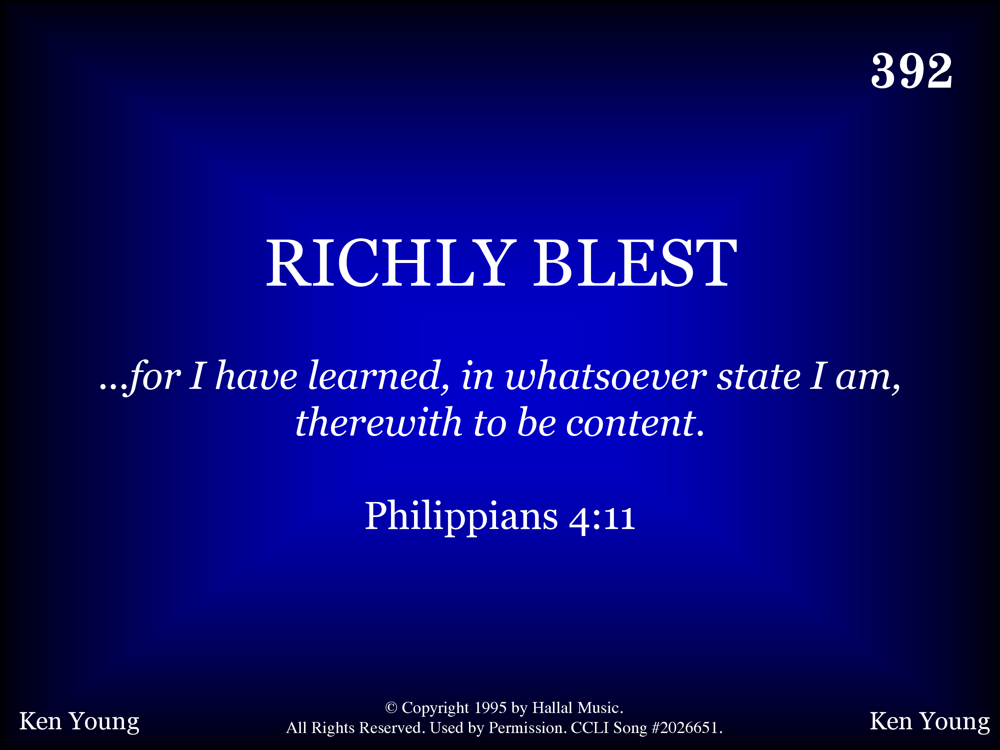 392
RICHLY BLEST
...for I have learned, in whatsoever state I am,
therewith to be content.
Philippians 4:11
Ken Young
© Copyright 1995 by Hallal Music.
All Rights Reserved. Used by Permission. CCLI Song #2026651.
Ken Young